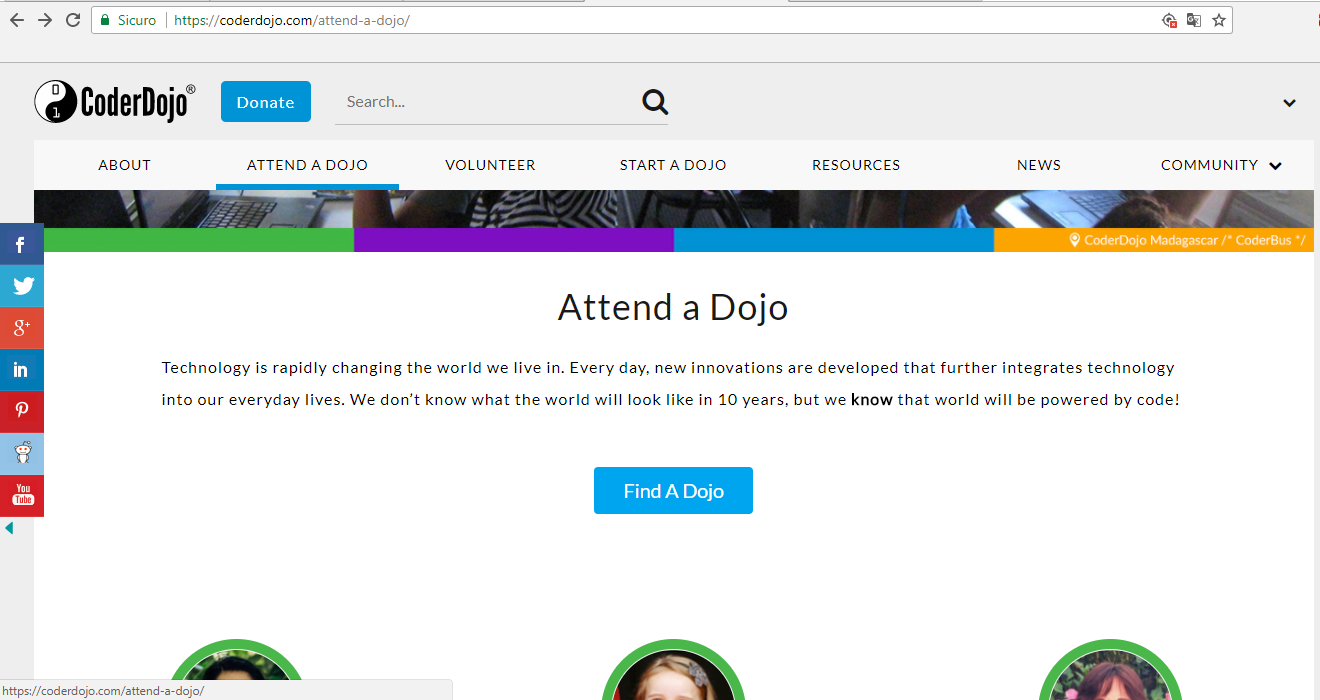 Sicuro
https://coderdojo.com/attend-a-dojo/
0
1
CoderDojo®
Donate
Search...
ABOUT
ATTEND A DOJO
VOLUNTEER
START A DOJO
RESOURCES
NEWS
COMMUNITY
CoderDojo Madagascar /* CoderBus */
f
g+
in
You
Tube
Attend a Dojo
Technology is rapidly changing the world we live in. Every day, new innovations are developed that further integrates technology
into our everyday lives. We don’t know what the world will look like in 10 years, but we know that world will be powered by code!
Find A Dojo
https://coderdojo.com/attend-a-dojo/